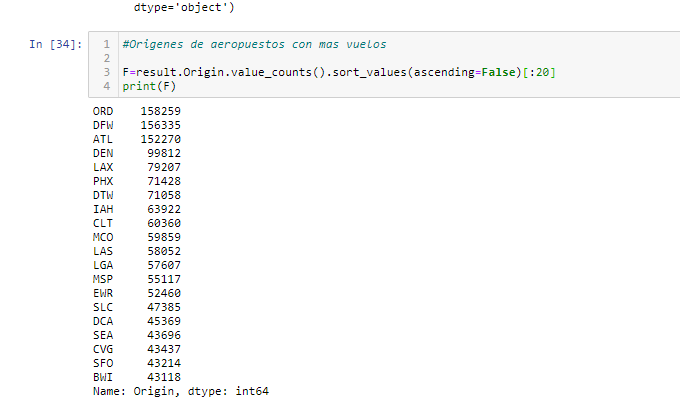 dtype='object')
In [34]:
1 #Origenes de aeropuestos con mas vuelos
2
3 F=result.Origin.value_counts().sort_values(ascending=False)[:20]
4 print(F)
ORD 158259
DFW 156335
ATL 152270
DEN 99812
LAX 79207
PHX 71428
DTW 71058
IAH 63922
CLT 60360
MCO 59859
LAS 58052
LGA 57607
MSP 55117
EWR 52460
SLC 47385
DCA 45369
SEA 43696
CVG 43437
SFO 43214
BWI 43118
Name: Origin, dtype: int64